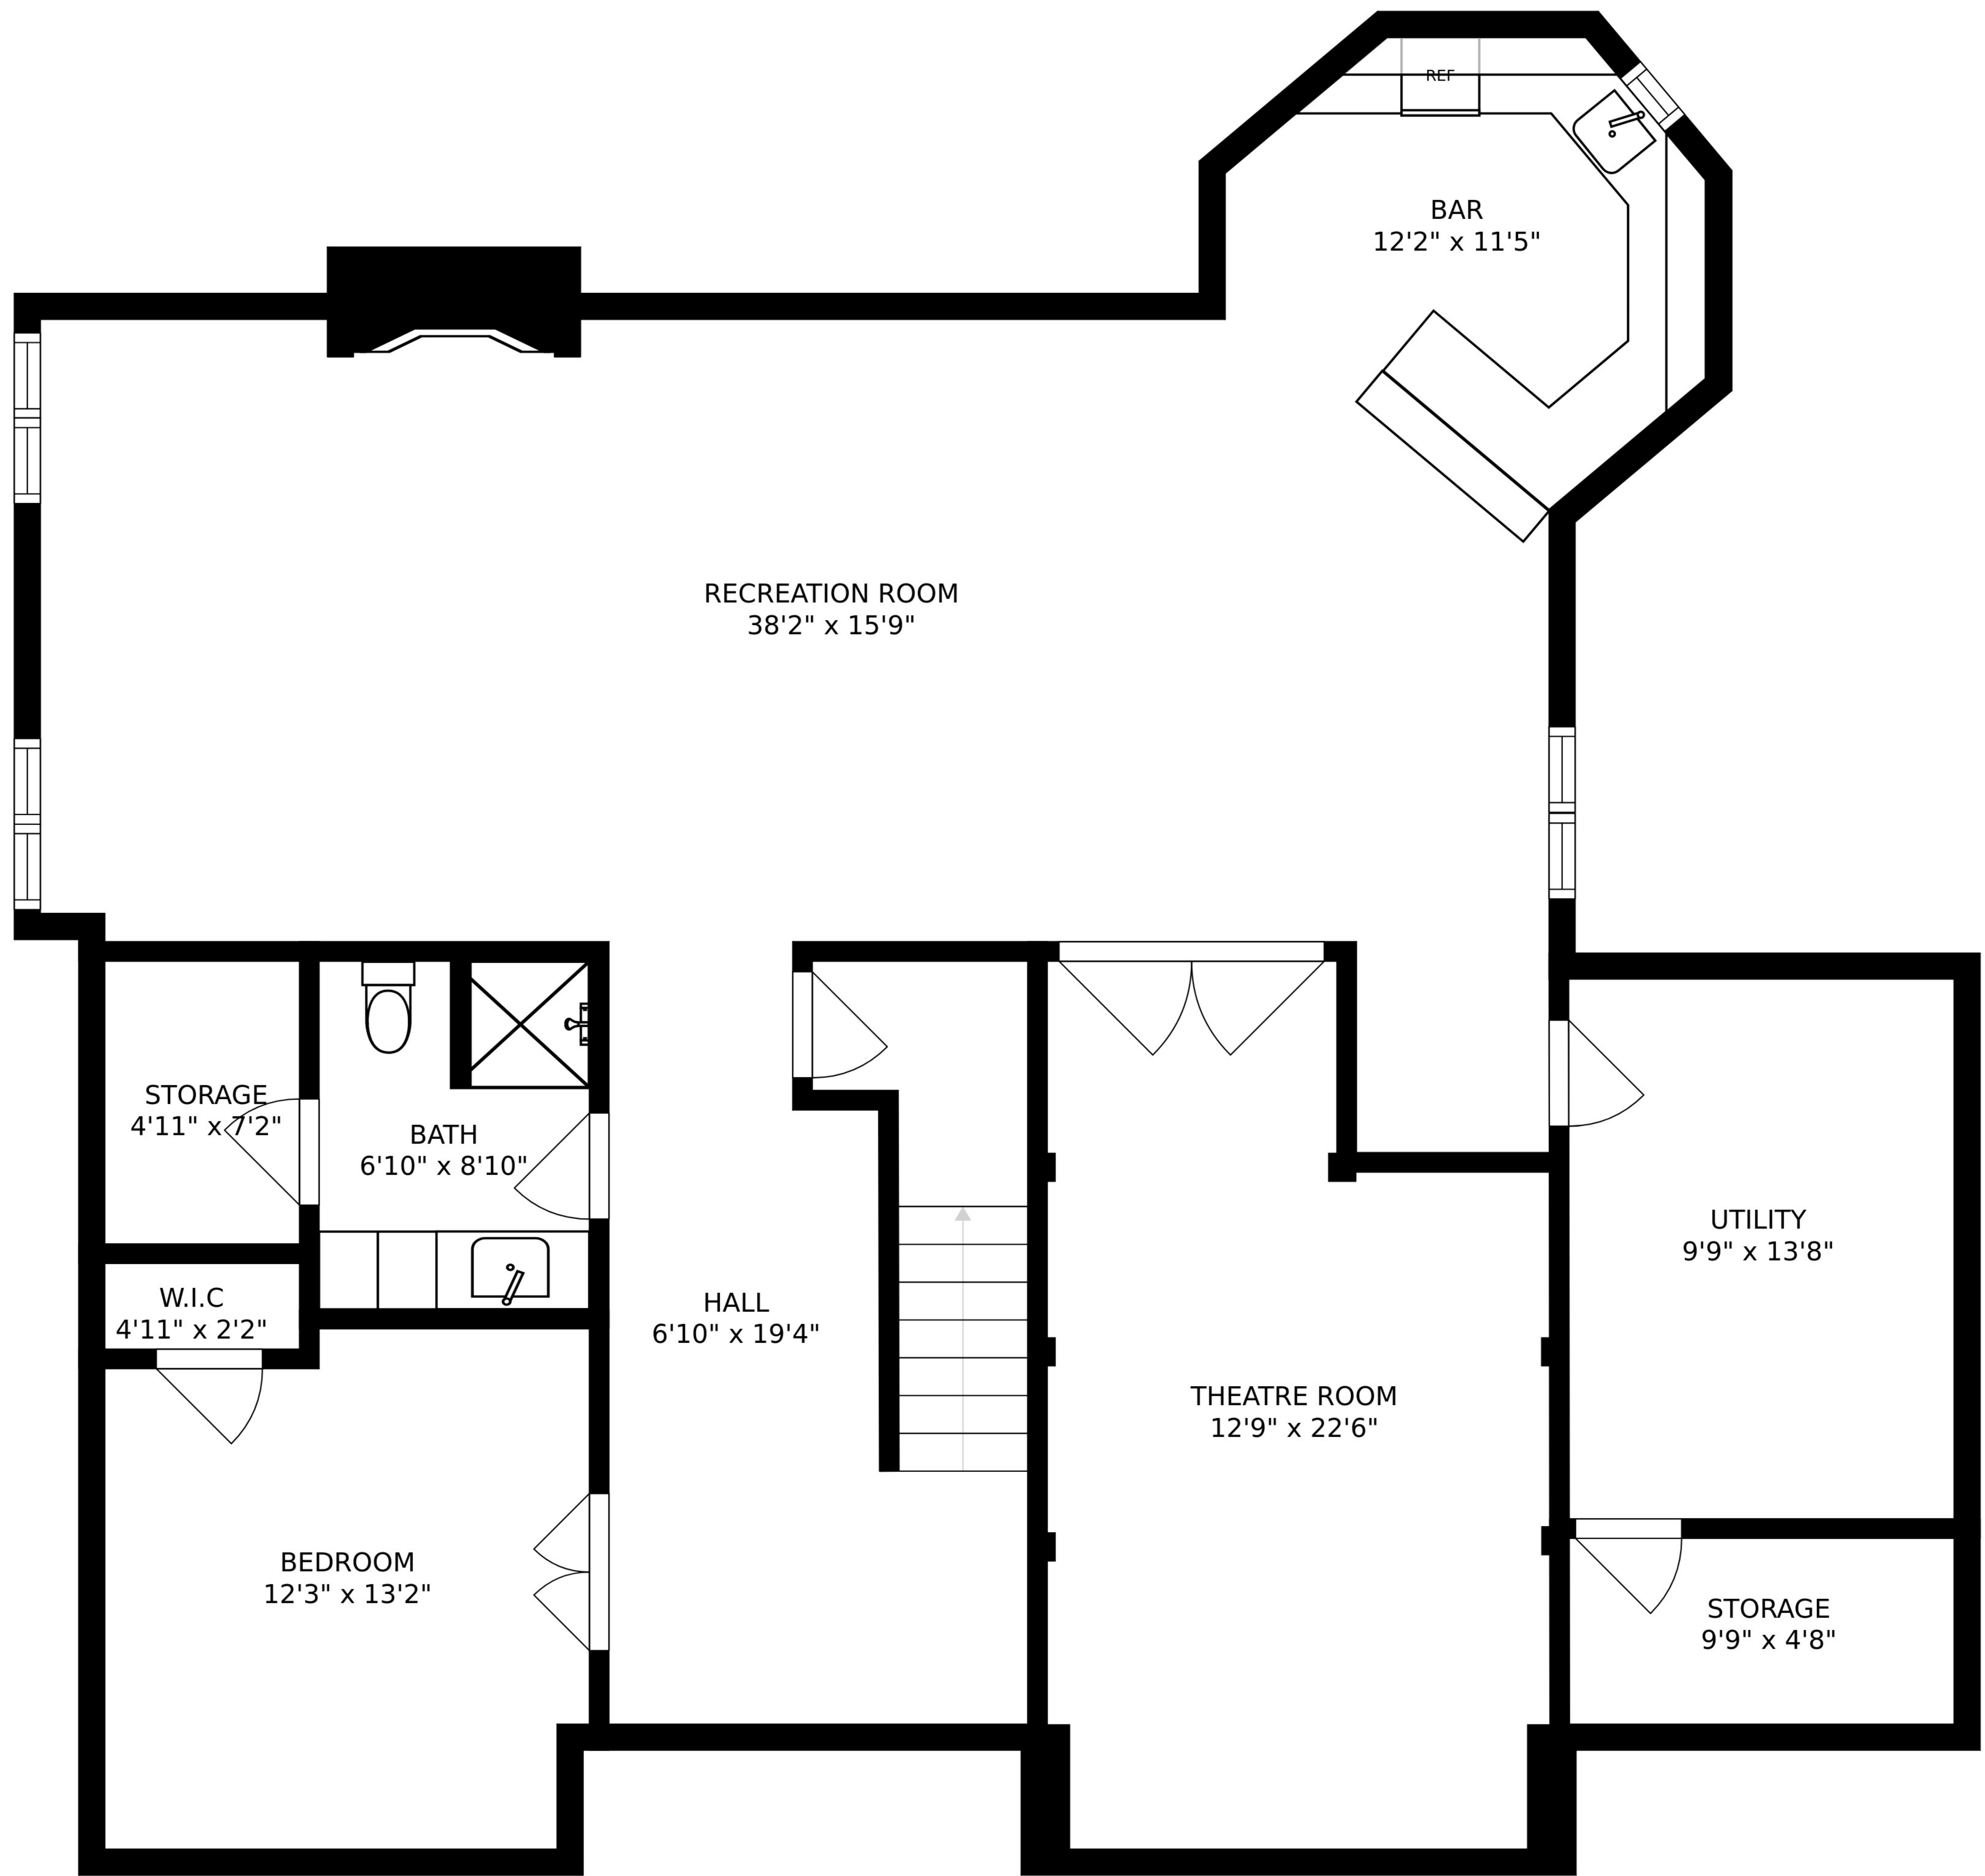 REF
BAR
12'2" x 11'5"
RECREATION ROOM
38'2" x 15'9"
STORAGE
4'11" x 7'2"
BATH
6'10" x 8'10"
UTILITY
9'9" x 13'8"
W.I.C
4'11" x 2'2"
HALL
6'10" x 19'4"
THEATRE ROOM
12'9" x 22'6"
BEDROOM
12'3" x 13'2"
STORAGE
9'9" x 4'8"